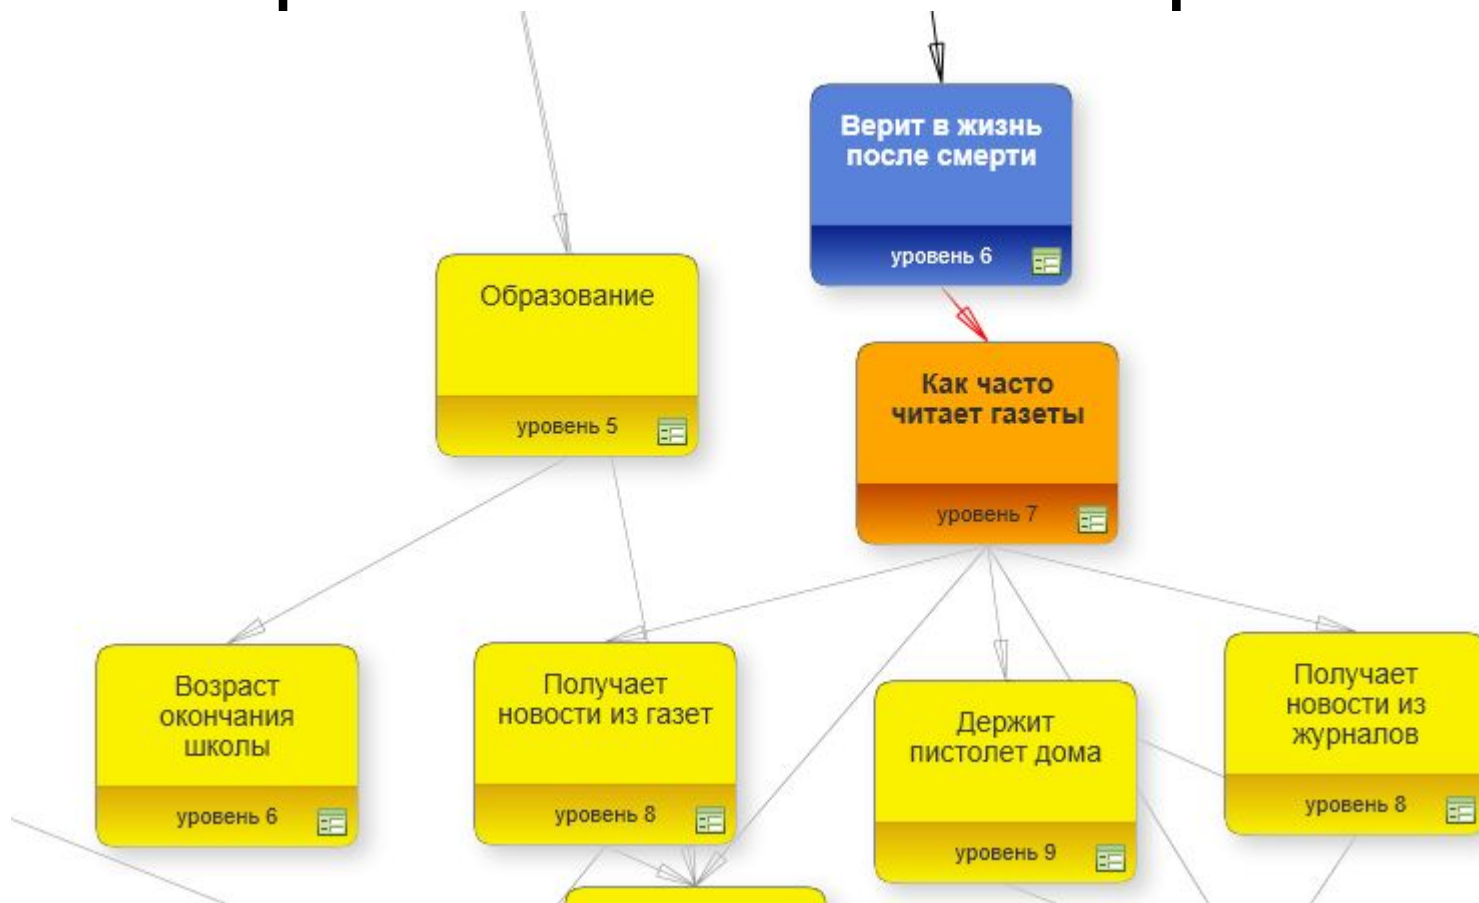 Верит в жизнь
после смерти
уровень 6
Образование
уровень 5
Как часто
читает газеты
уровень 7
Возраст
окончания
школы
уровень 6
Получает
новости из газет
уровень 8
Держит
пистолет дома
уровень 9
Получает
новости из
журналов
уровень 8